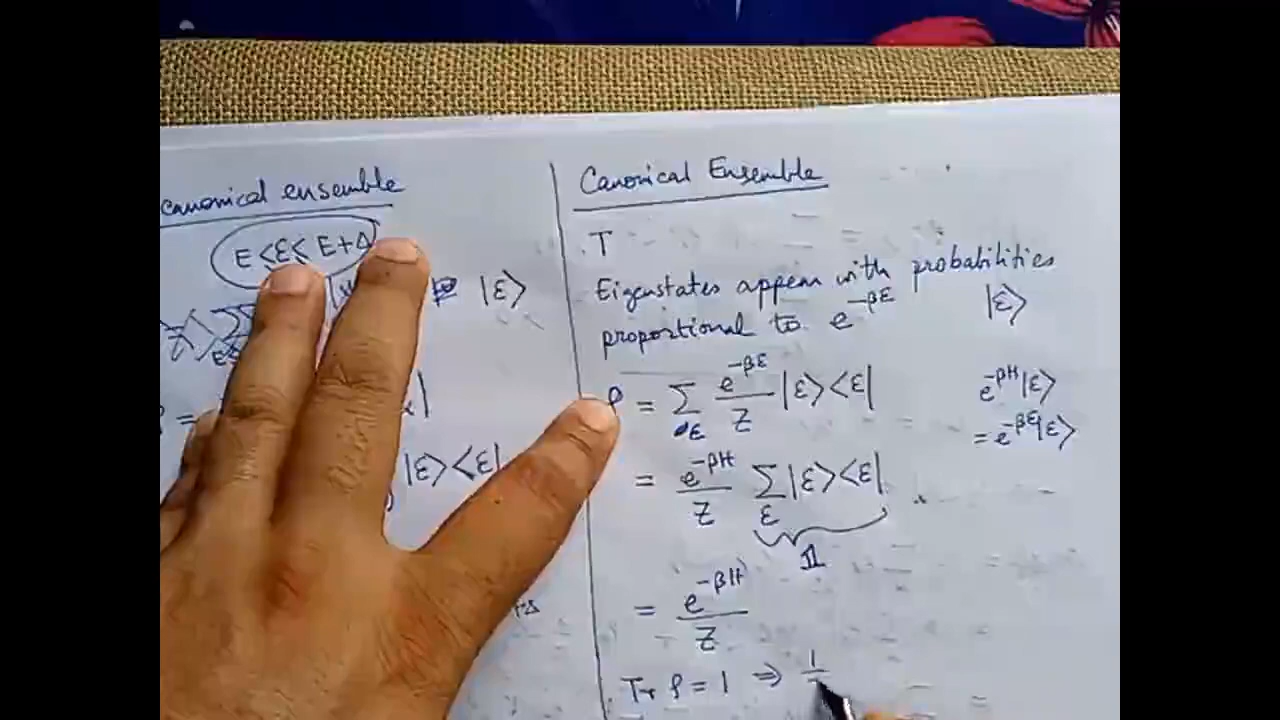 canonical ensemble
E ≤ ε ≤ E+Δ
|ε⟩
|ε⟩⟨ε|
Canonical Ensemble
T
Eigenstates appear with probabilities
proportional to e^{-βε} |ε⟩
ρ = Σ_ε e^{-βε}/Z |ε⟩⟨ε|
e^{-βH}|ε⟩
= e^{-βε}|ε⟩
= e^{-βH}/Z Σ_ε |ε⟩⟨ε|
𝟙
= e^{-βH}/Z
Tr ρ = 1 ⇒ 1